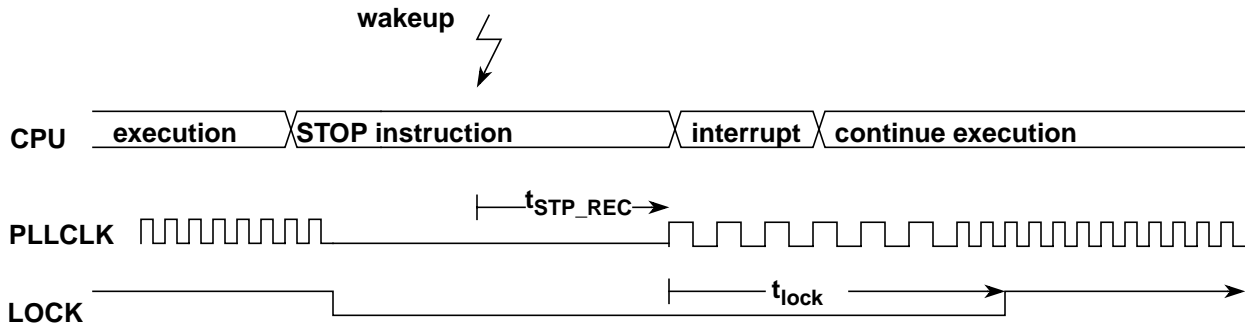 wakeup
CPU execution STOP instruction interrupt continue execution
tSTP_REC
PLLCLK
tlock
LOCK